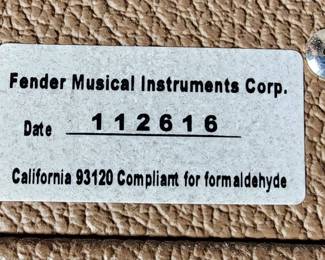 Fender Musical Instruments Corp.
Date 112616
California 93120 Compliant for formaldehyde